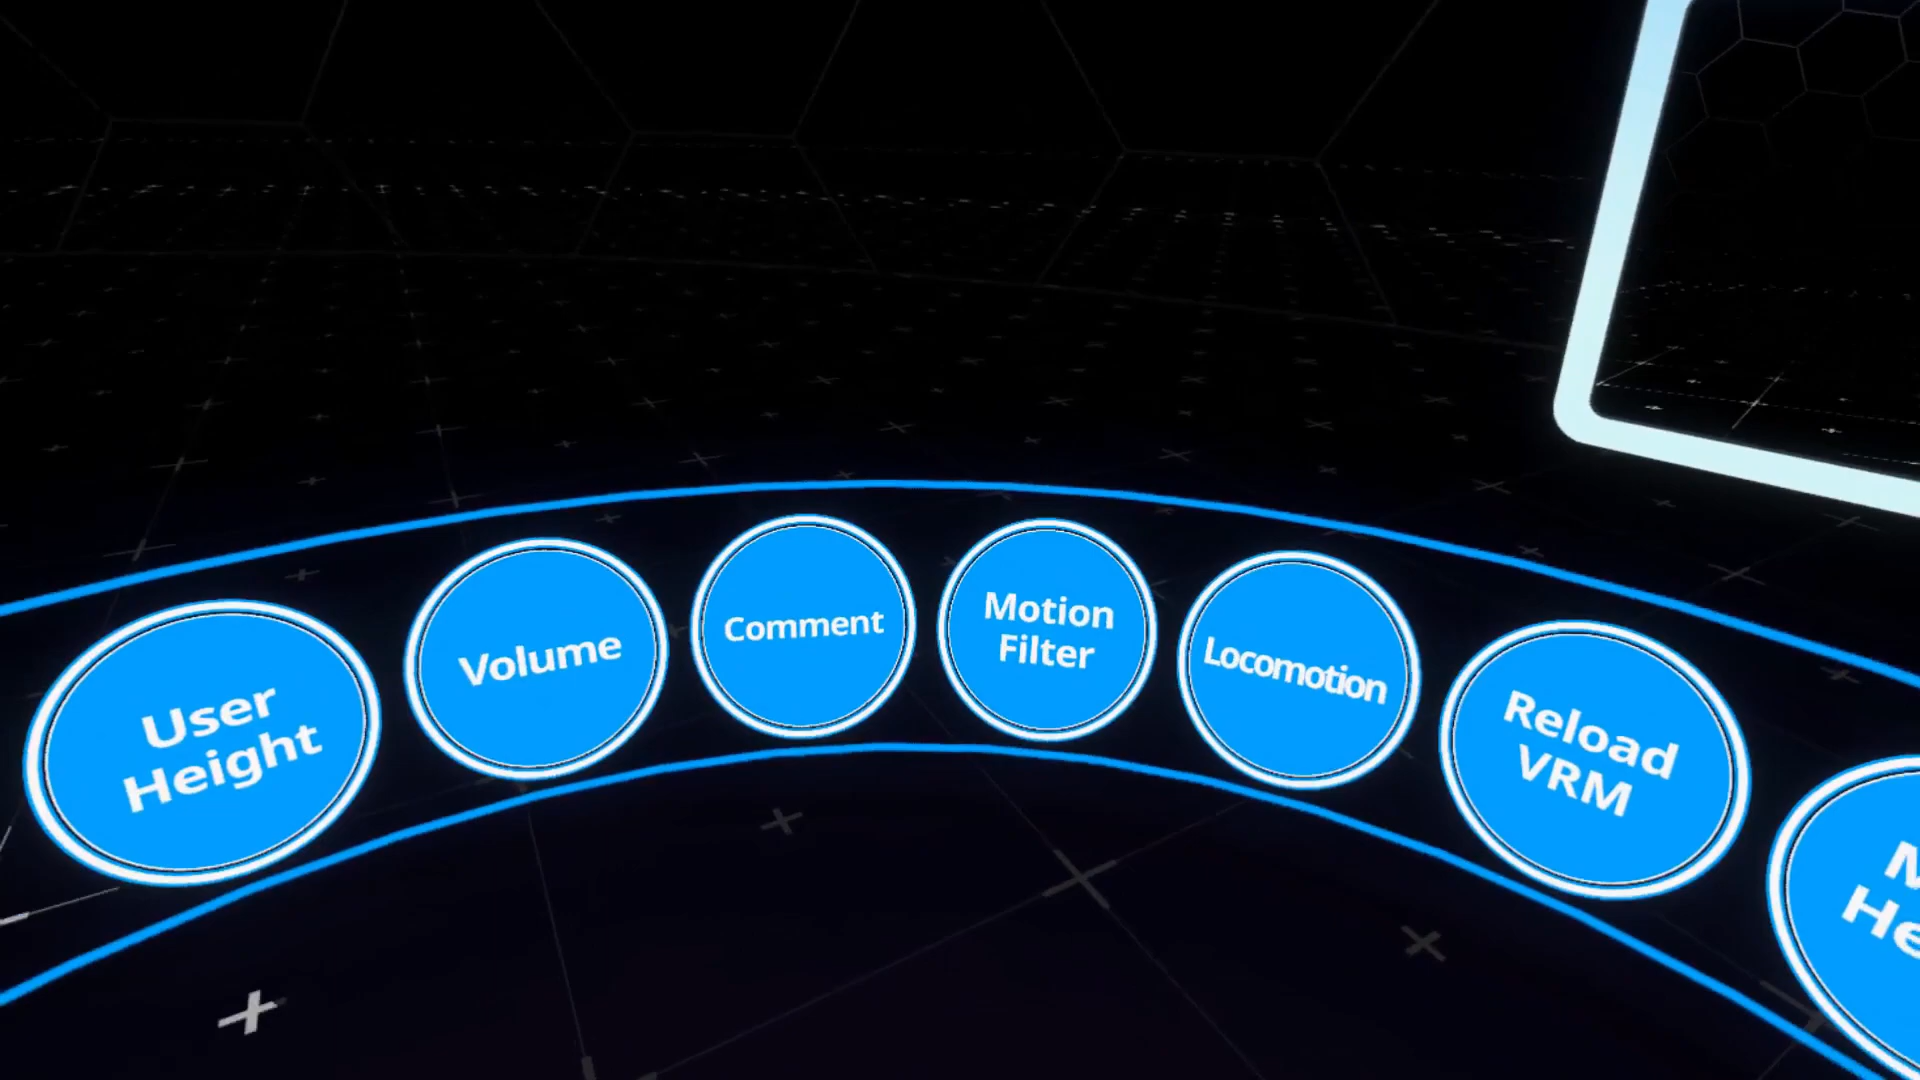 User
Height
Volume
Comment
Motion
Filter
Locomotion
Reload
VRM